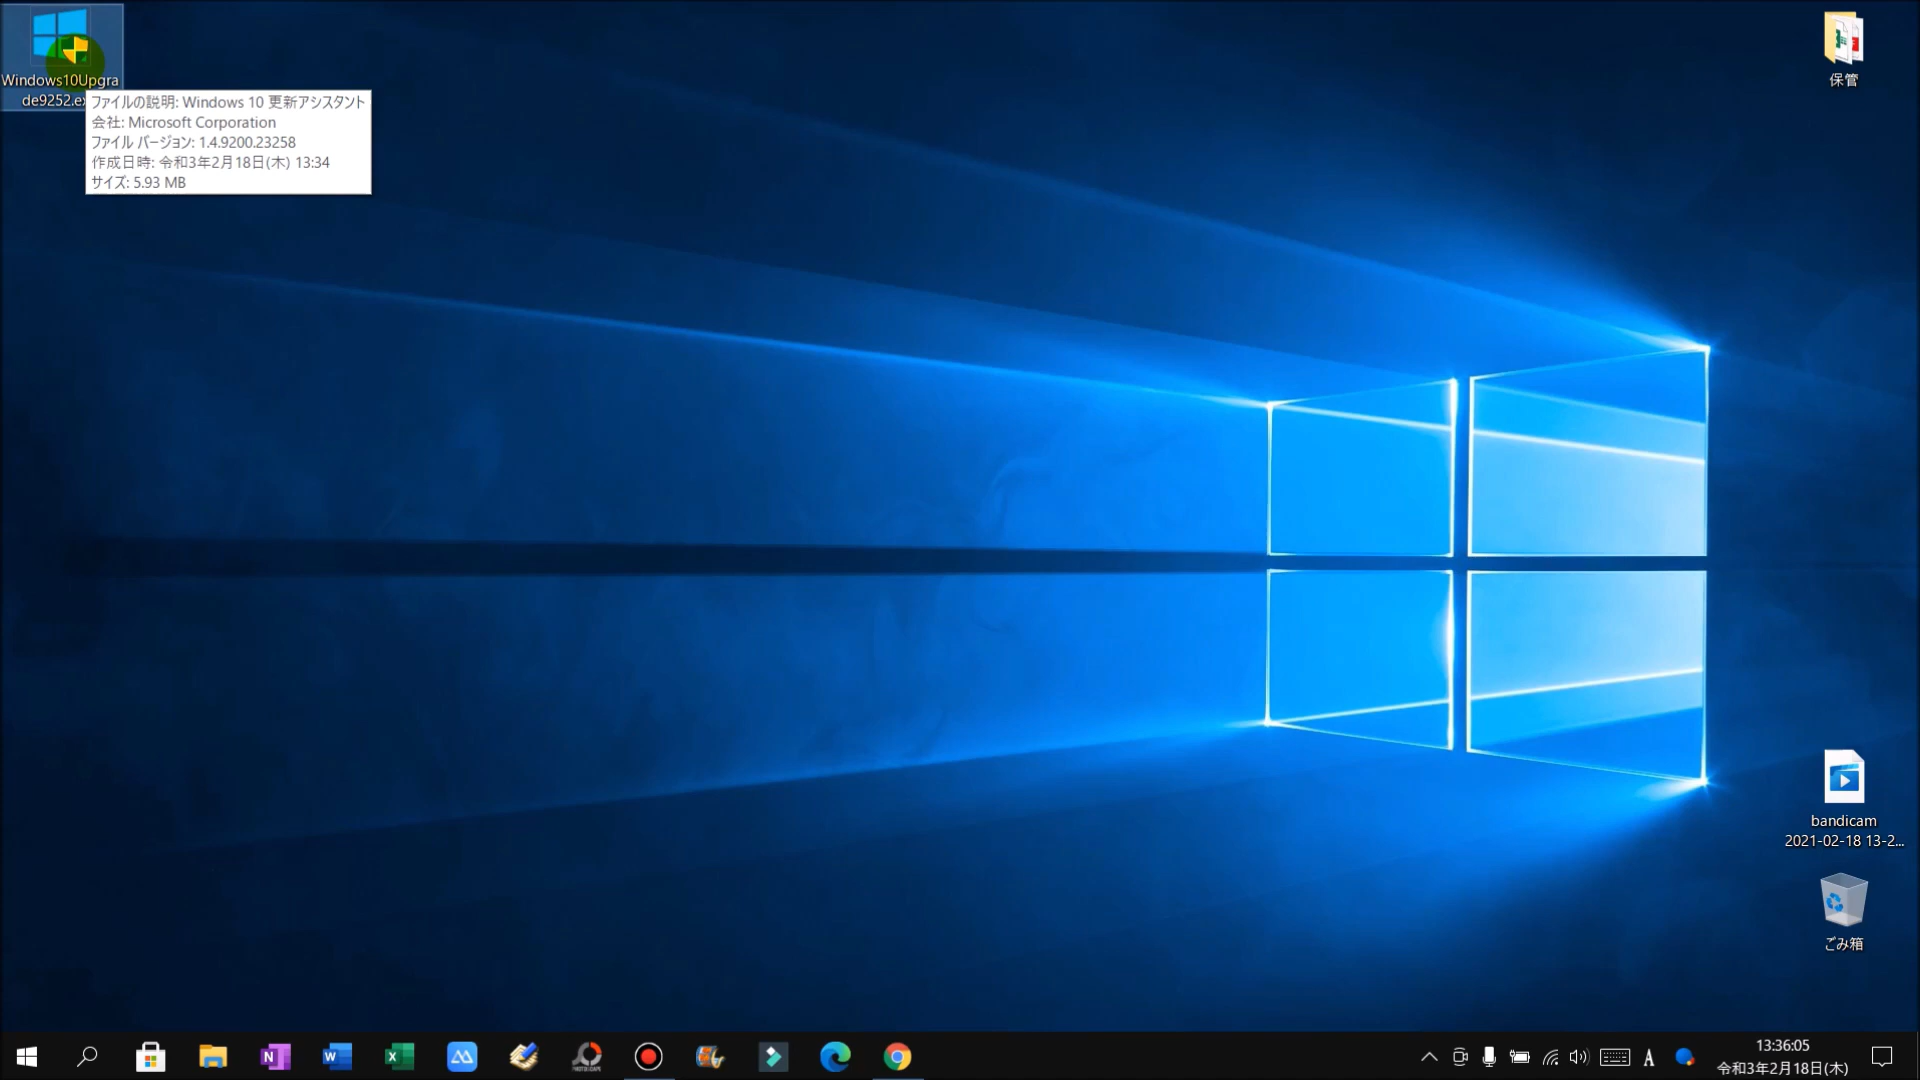 Windows10Upgra
de9252.ex
ファイルの説明: Windows 10 更新アシスタント
会社: Microsoft Corporation
ファイル バージョン: 1.4.9200.23258
作成日時: 令和3年2月18日(木) 13:34
サイズ: 5.93 MB
保管
bandicam
2021-02-18 13-2...
ごみ箱
N
W
X
PHOTOSCAPE
A
13:36:05
令和3年2月18日(木)